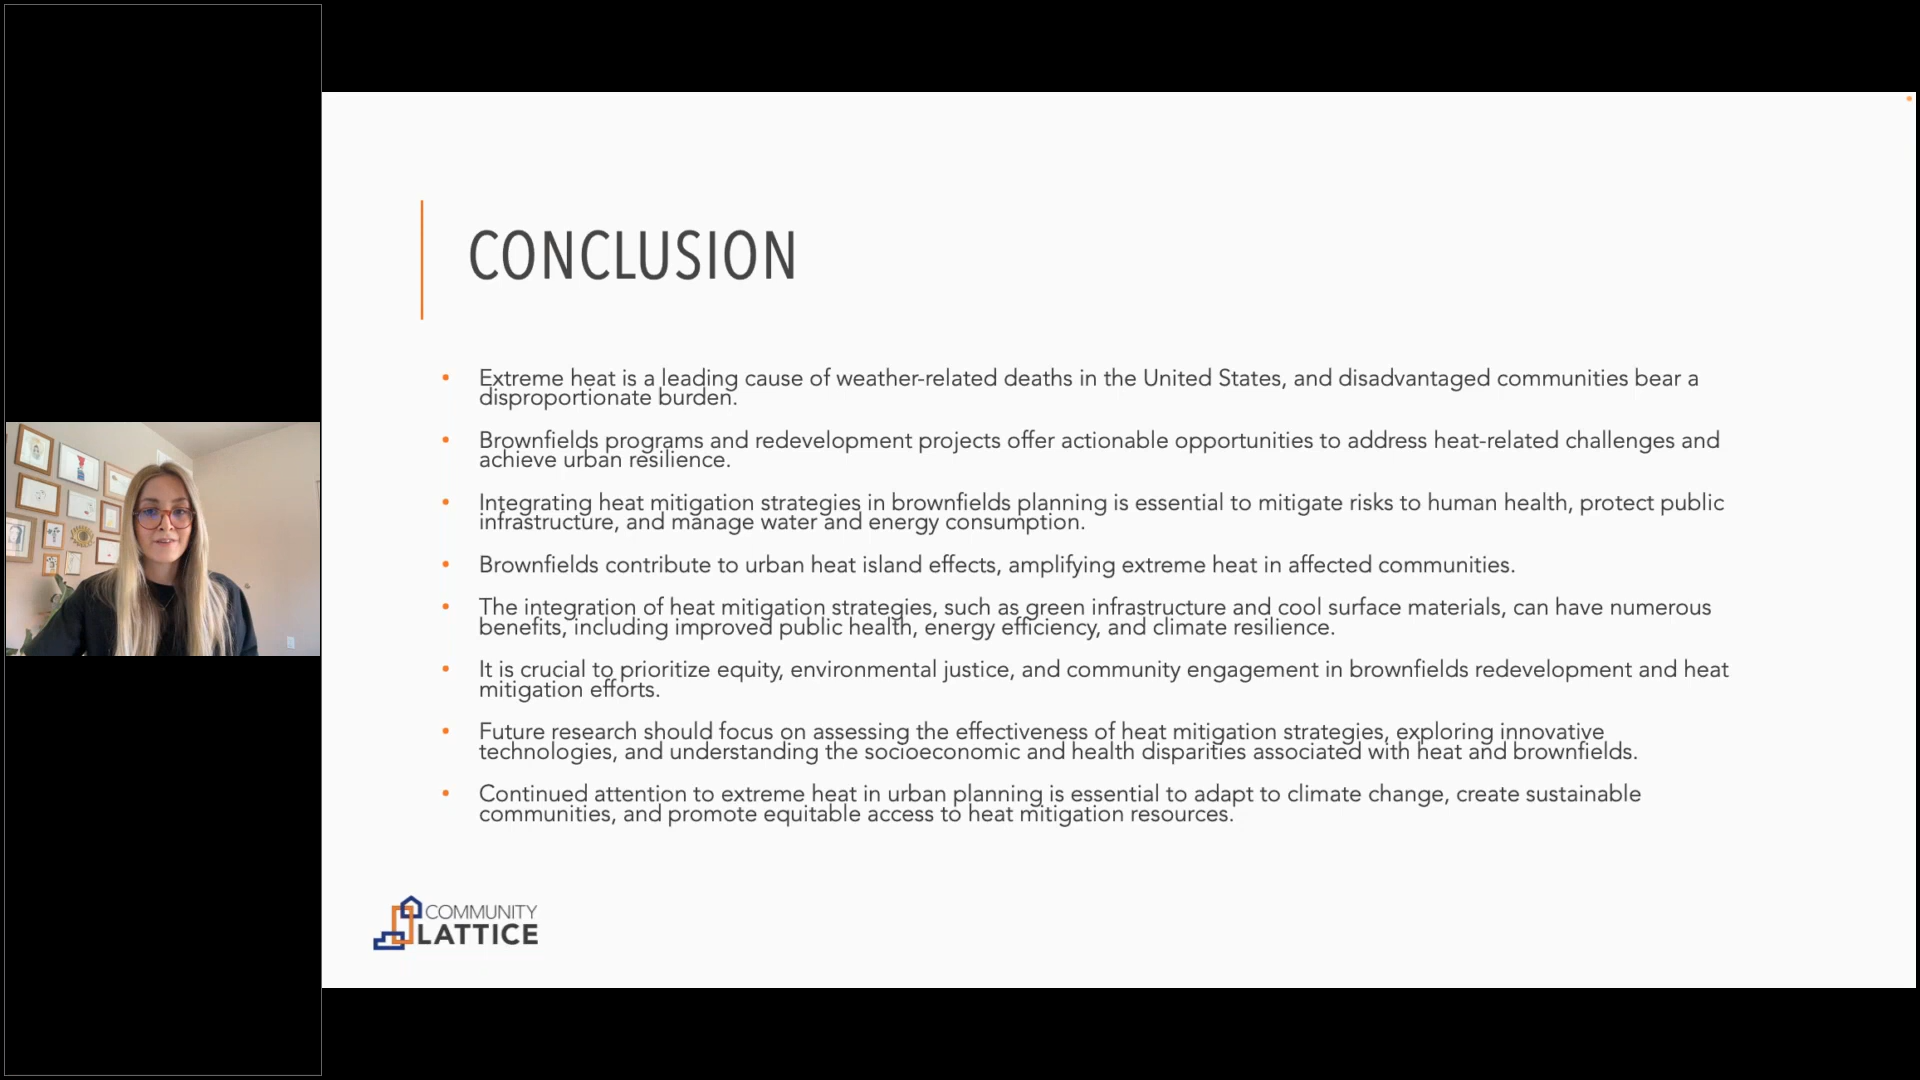 CONCLUSION
• Extreme heat is a leading cause of weather-related deaths in the United States, and disadvantaged communities bear a
disproportionate burden.
• Brownfields programs and redevelopment projects offer actionable opportunities to address heat-related challenges and
achieve urban resilience.
• Integrating heat mitigation strategies in brownfields planning is essential to mitigate risks to human health, protect public
infrastructure, and manage water and energy consumption.
• Brownfields contribute to urban heat island effects, amplifying extreme heat in affected communities.
• The integration of heat mitigation strategies, such as green infrastructure and cool surface materials, can have numerous
benefits, including improved public health, energy efficiency, and climate resilience.
• It is crucial to prioritize equity, environmental justice, and community engagement in brownfields redevelopment and heat
mitigation efforts.
• Future research should focus on assessing the effectiveness of heat mitigation strategies, exploring innovative
technologies, and understanding the socioeconomic and health disparities associated with heat and brownfields.
• Continued attention to extreme heat in urban planning is essential to adapt to climate change, create sustainable
communities, and promote equitable access to heat mitigation resources.
COMMUNITY
LATTICE